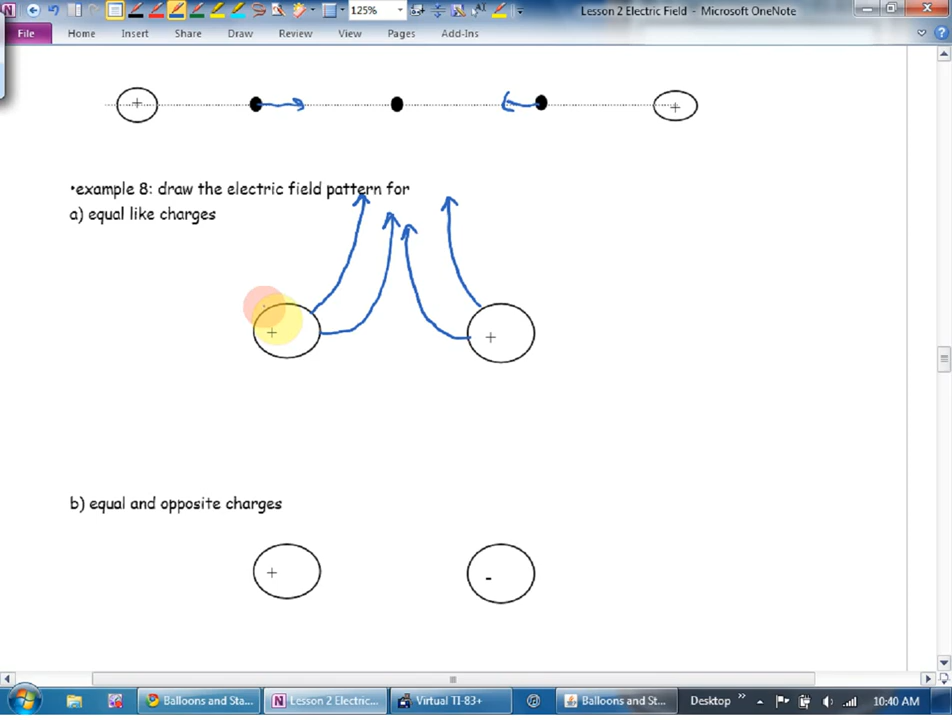 125%
Lesson 2 Electric Field - Microsoft OneNote
File Home Insert Share Draw Review View Pages Add-Ins
+ +
•example 8: draw the electric field pattern for
a) equal like charges
+ +
b) equal and opposite charges
+ -
Balloons and Sta... Lesson 2 Electric... Virtual TI-83+ Balloons and St... Desktop » 10:40 AM